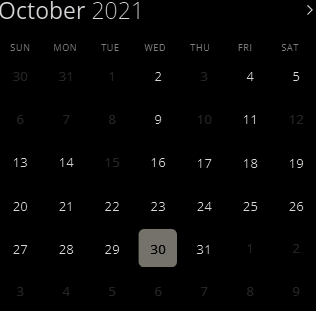 October 2021
SUN MON TUE WED THU FRI SAT
30 31 1 2 3 4 5
6 7 8 9 10 11 12
13 14 15 16 17 18 19
20 21 22 23 24 25 26
27 28 29 30 31 1 2
3 4 5 6 7 8 9